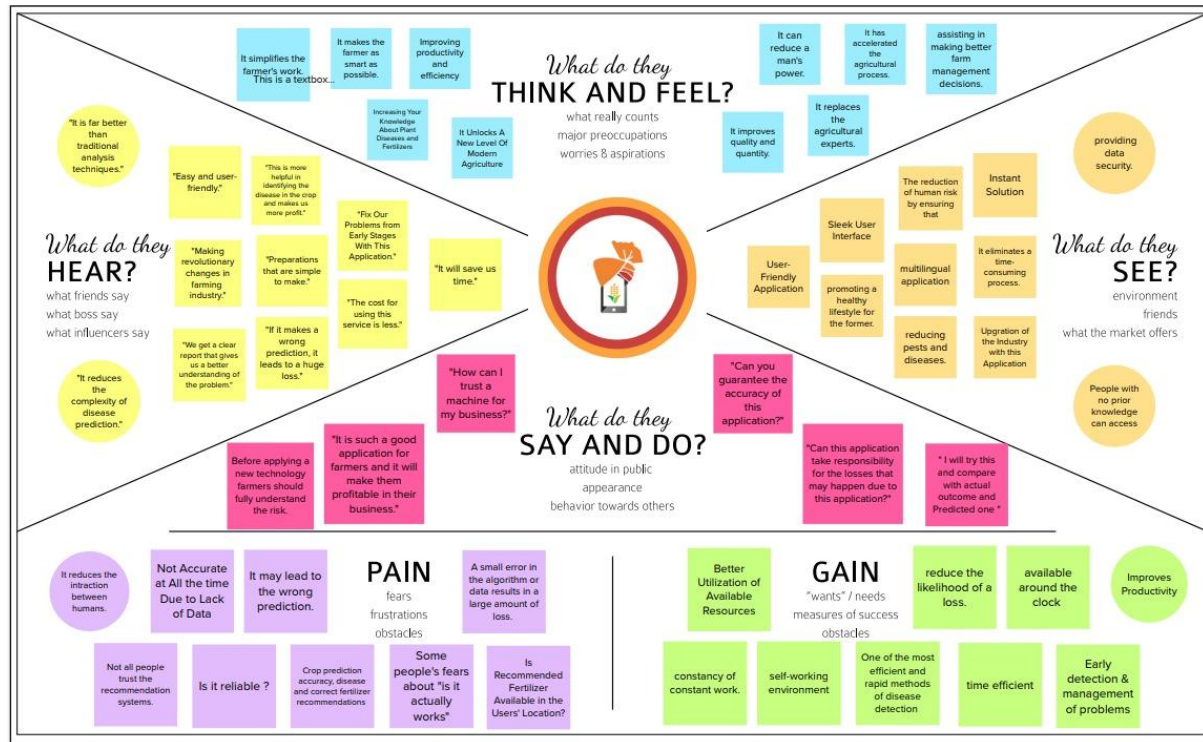 It simplifies the
farmer's work.
This is a textbox...
It makes the
farmer as
smart as
possible.
Improving
productivity
and
efficiency
Increasing Your
Knowledge
About Plant
Diseases and
Fertilizers
It Unlocks A
New Level Of
Modern
Agriculture
What do they
THINK AND FEEL?
what really counts
major preoccupations
worries & aspirations
It can
reduce a
man's
power.
It has
accelerated
the
agricultural
process.
assisting in
making better
farm
management
decisions.
It improves
quality and
quantity.
It replaces
the
agricultural
experts.
"It is far better
than
traditional
analysis
techniques."
"Easy and user-
friendly."
"This is more
helpful in
identifying the
disease in the crop
and makes us
more profit."
"Fix Our
Problems from
Early Stages
With This
Application."
What do they
HEAR?
what friends say
what boss say
what influencers say
"Making
revolutionary
changes in
farming
industry."
"Preparations
that are simple
to make."
"It will save us
time."
"The cost for
using this
service is less."
"We get a clear
report that gives
us a better
understanding of
the problem."
"If it makes a
wrong
prediction, it
leads to a huge
loss."
"It reduces
the
complexity of
disease
prediction."
providing
data
security.
The reduction
of human risk
by ensuring
that
Instant
Solution
Sleek User
Interface
User-
Friendly
Application
multilingual
application
It eliminates a
time-
consuming
process.
promoting a
healthy
lifestyle for
the former.
reducing
pests and
diseases.
Upgration of
the Industry
with this
Application
What do they
SEE?
environment
friends
what the market offers
People with
no prior
knowledge
can access
"How can I
trust a
machine for
my business?"
"Can you
guarantee the
accuracy of
this
application?"
What do they
SAY AND DO?
attitude in public
appearance
behavior towards others
Before applying a
new technology
farmers should
fully understand
the risk.
"It is such a good
application for
farmers and it will
make them
profitable in their
business."
"Can this application
take responsibility
for the losses that
may happen due to
this application?"
" I will try this
and compare
with actual
outcome and
Predicted one "
It reduces the
intraction
between
humans.
Not Accurate
at All the time
Due to Lack
of Data
It may lead to
the wrong
prediction.
PAIN
fears
frustrations
obstacles
A small error in
the algorithm or
data results in a
large amount of
loss.
Not all people
trust the
recommendation
systems.
Is it reliable ?
Crop prediction
accuracy, disease
and correct fertilizer
recommendations
Some
people's fears
about "is it
actually
works"
Is
Recommended
Fertilizer
Available in the
Users' Location?
Better
Utilization of
Available
Resources
GAIN
"wants" / needs
measures of success
obstacles
reduce the
likelihood of a
loss.
available
around the
clock
Improves
Productivity
constancy of
constant work.
self-working
environment
One of the most
efficient and
rapid methods
of disease
detection
time efficient
Early
detection &
management
of problems